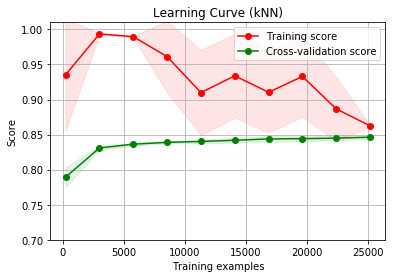 Learning Curve (kNN)
Training score
Cross-validation score
Score
1.00
0.95
0.90
0.85
0.80
0.75
0.70
0 5000 10000 15000 20000 25000
Training examples